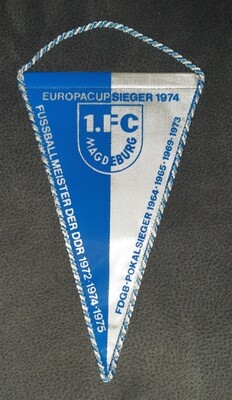 EUROPACUPSIEGER 1974
1.FC
MAGDEBURG
FUSSBALLMEISTER DER DDR 1972·1974·1975
FDGB-POKALSIEGER 1964·1965·1969·1973